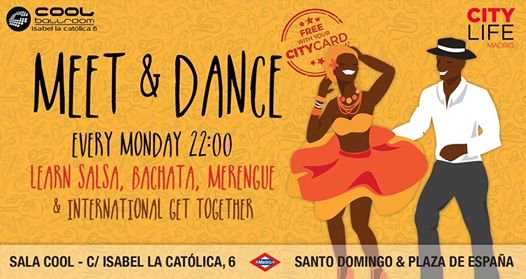 COOL
ballroom
isabel la católica 6
CITY
LIFE
MADRID
FREE
WITH YOUR
CITYCARD
MEET & DANCE
EVERY MONDAY 22:00
LEARN SALSA, BACHATA, MERENGUE
& INTERNATIONAL GET TOGETHER
SALA COOL - C/ ISABEL LA CATÓLICA, 6
Metro
SANTO DOMINGO & PLAZA DE ESPAÑA